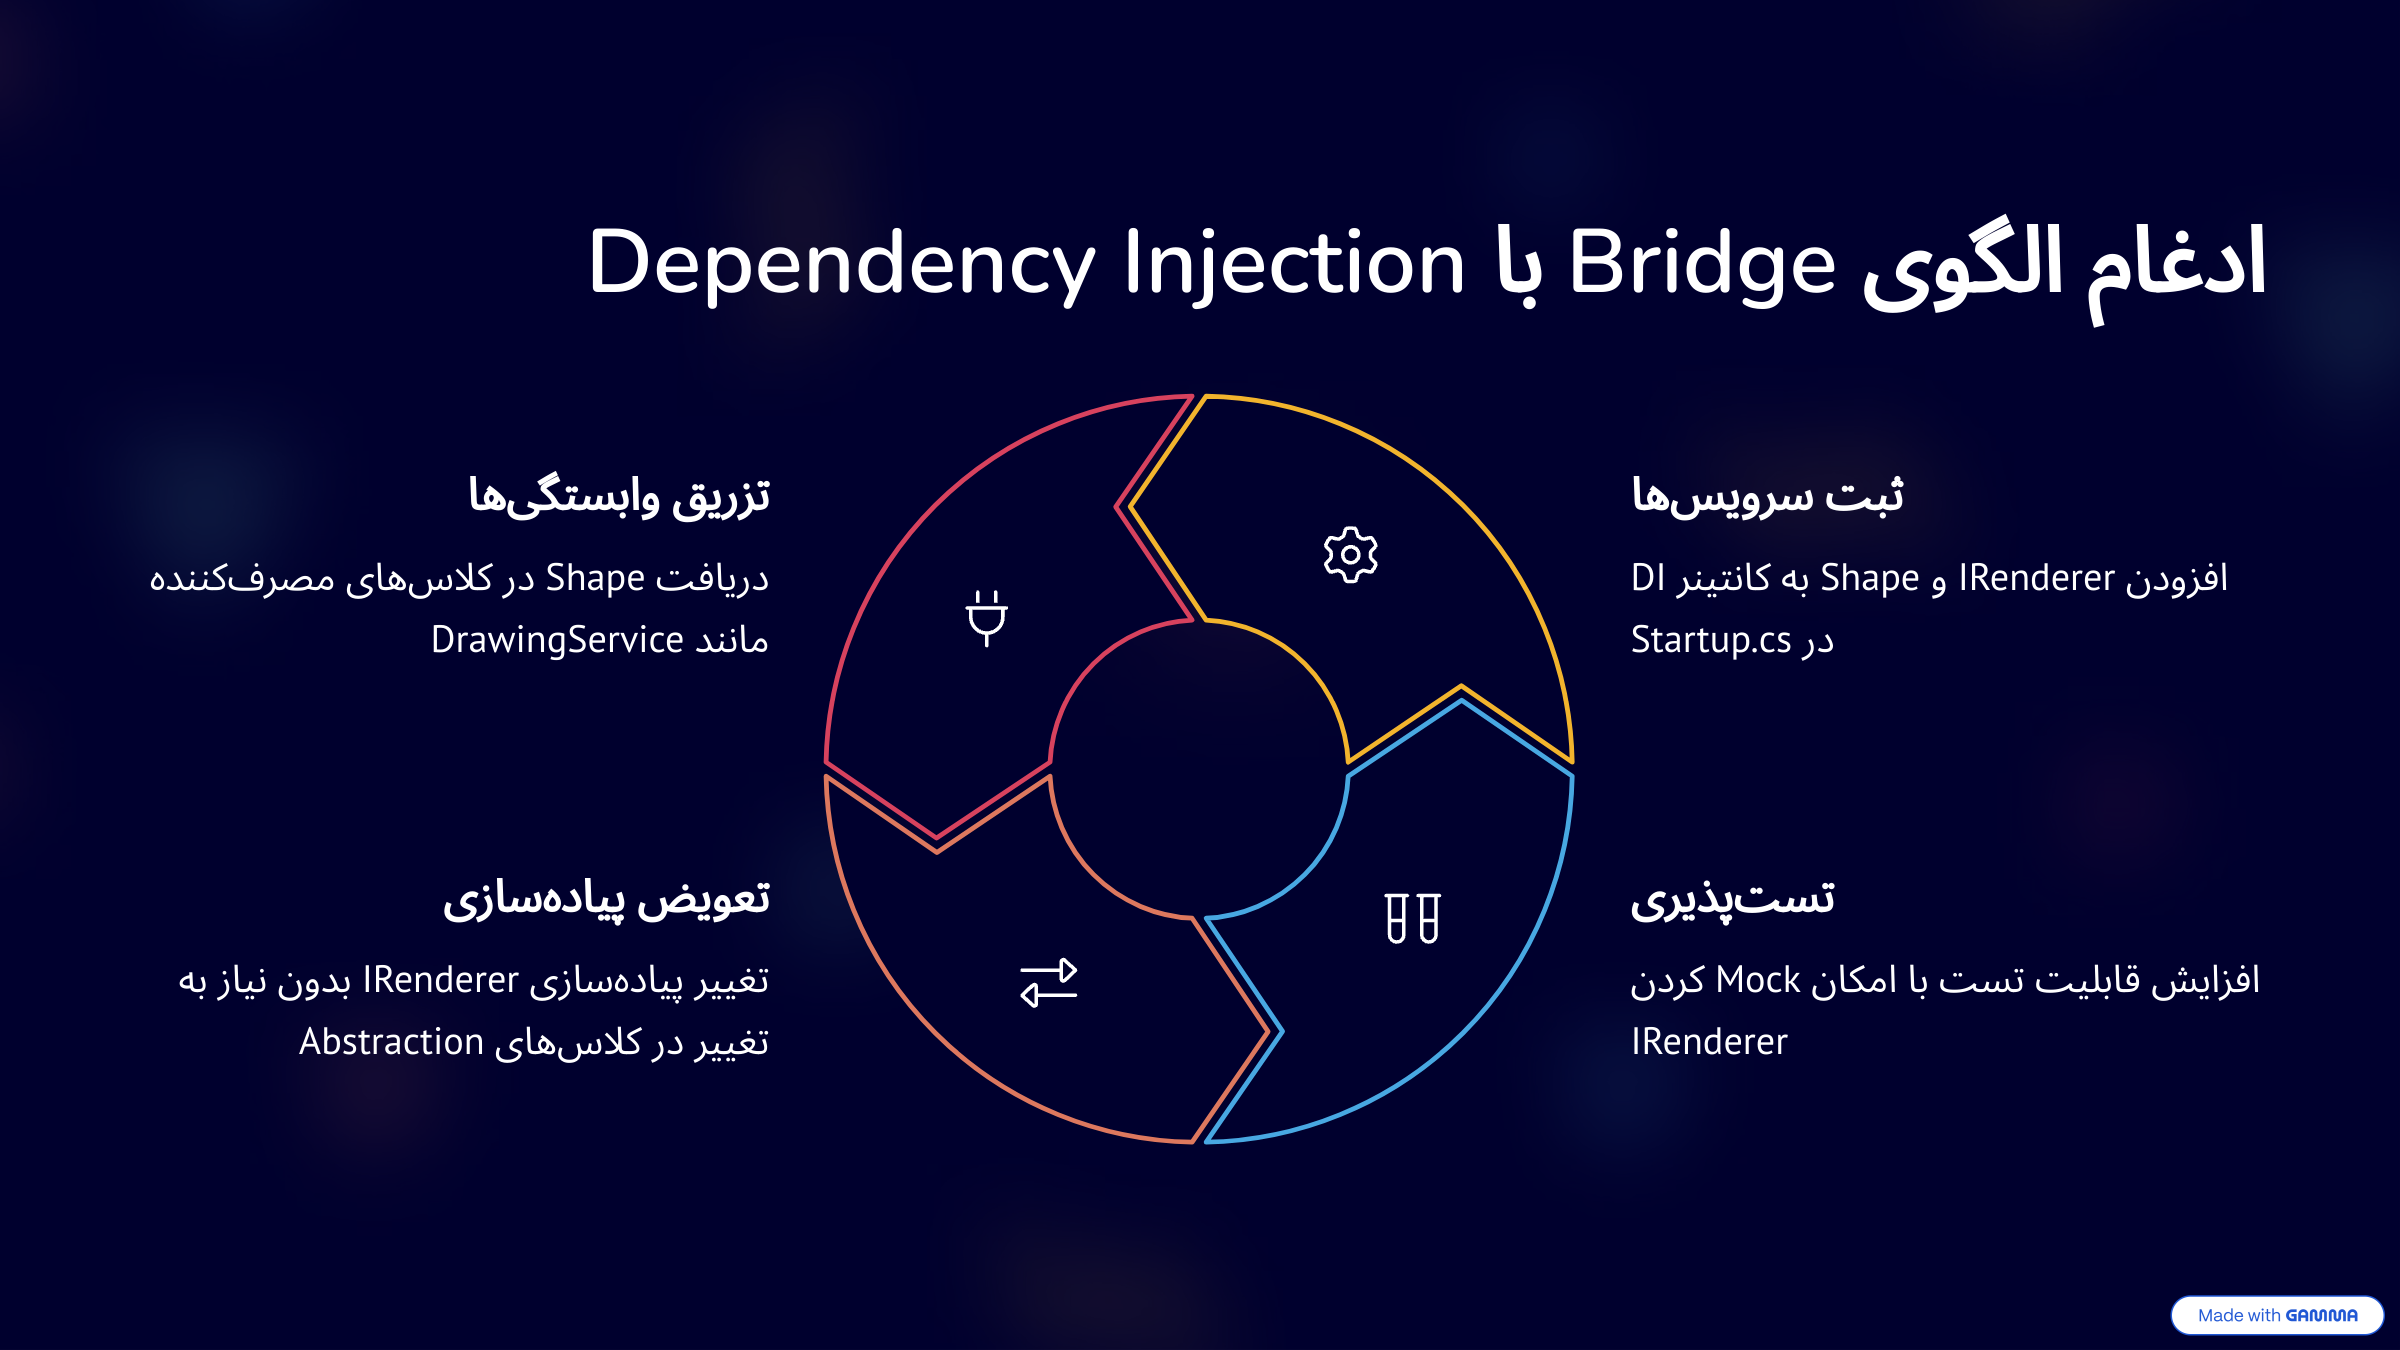 ادغام الگوی Bridge با Dependency Injection
ثبت سرویس‌ها
افزودن IRenderer و Shape به کانتینر DI
در Startup.cs
تزریق وابستگی‌ها
دریافت Shape در کلاس‌های مصرف‌کننده
مانند DrawingService
تست‌پذیری
افزایش قابلیت تست با امکان Mock کردن
IRenderer
تعویض پیاده‌سازی
تغییر پیاده‌سازی IRenderer بدون نیاز به
تغییر در کلاس‌های Abstraction
Made with GAMMA